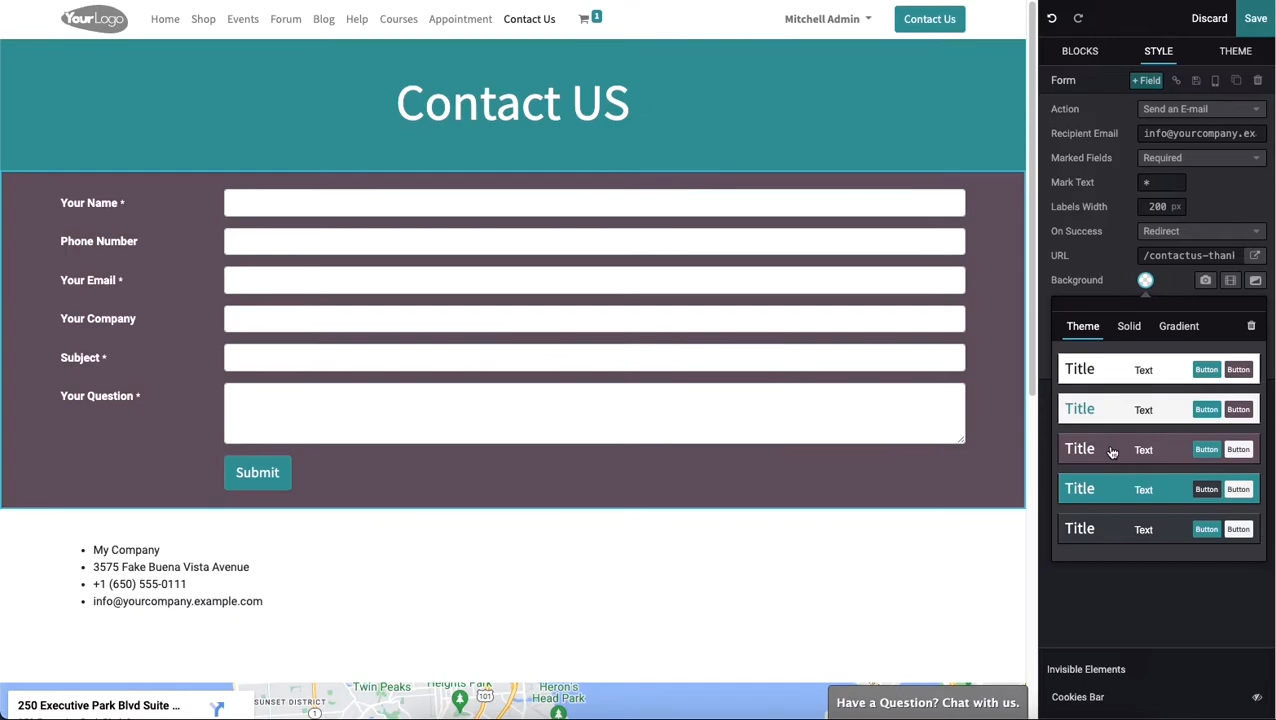 YourLogo
Home Shop Events Forum Blog Help Courses Appointment Contact Us 1 Mitchell Admin Contact Us
Contact US
Your Name *
Phone Number
Your Email *
Your Company
Subject *
Your Question *
Submit
My Company
3575 Fake Buena Vista Avenue
+1 (650) 555-0111
info@yourcompany.example.com
250 Executive Park Blvd Suite ...
SUNSET DISTRICT
1
Twin Peaks
101
Heron's
Head Park
Have a Question? Chat with us.
Discard Save
BLOCKS STYLE THEME
Form + Field
Action Send an E-mail
Recipient Email info@yourcompany.ex
Marked Fields Required
Mark Text *
Labels Width 200 px
On Success Redirect
URL /contactus-thank
Background
Theme Solid Gradient
Title Text Button Button
Title Text Button Button
Title Text Button Button
Title Text Button Button
Title Text Button Button
Invisible Elements
Cookies Bar